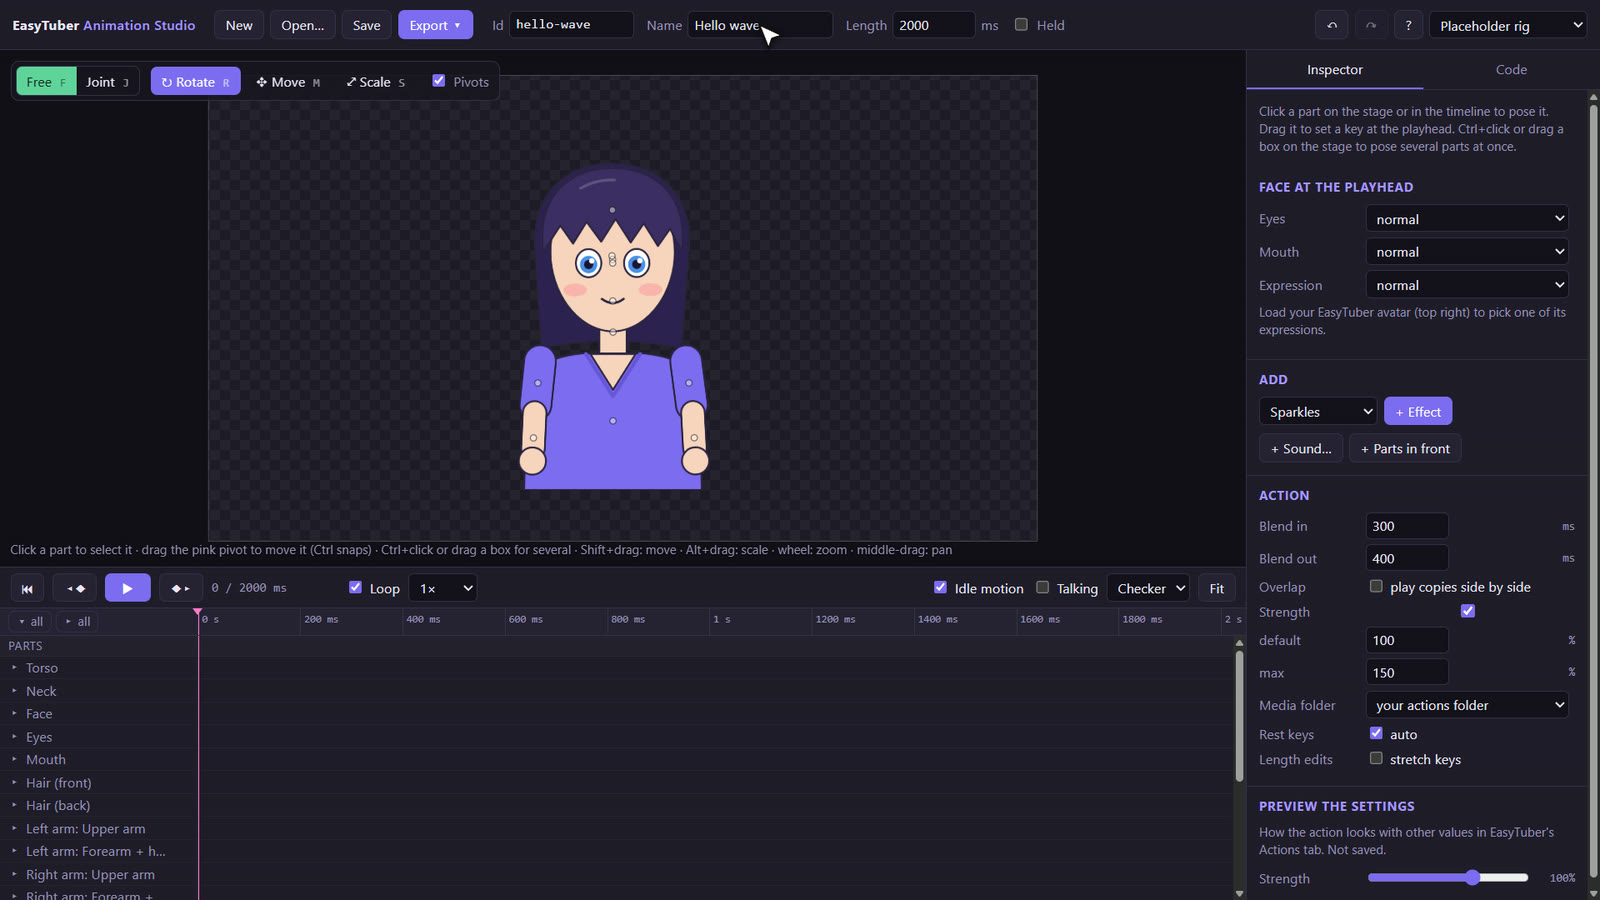 EasyTuber Animation Studio
New
Open...
Save
Export ▾
Id
hello-wave
Name
Hello wave
Length
2000
ms
Held
?
Placeholder rig
Free F
Joint J
Rotate R
Move M
Scale S
Pivots
Click a part to select it · drag the pink pivot to move it (Ctrl snaps) · Ctrl+click or drag a box for several · Shift+drag: move · Alt+drag: scale · wheel: zoom · middle-drag: pan
0 / 2000 ms
Loop
1×
Idle motion
Talking
Checker
Fit
▾ all
▸ all
0 s
200 ms
400 ms
600 ms
800 ms
1 s
1200 ms
1400 ms
1600 ms
1800 ms
2 s
PARTS
Torso
Neck
Face
Eyes
Mouth
Hair (front)
Hair (back)
Left arm: Upper arm
Left arm: Forearm + h...
Right arm: Upper arm
Right arm: Forearm +
Inspector
Code
Click a part on the stage or in the timeline to pose it.
Drag it to set a key at the playhead. Ctrl+click or drag a
box on the stage to pose several parts at once.
FACE AT THE PLAYHEAD
Eyes
normal
Mouth
normal
Expression
normal
Load your EasyTuber avatar (top right) to pick one of its
expressions.
ADD
Sparkles
+ Effect
+ Sound...
+ Parts in front
ACTION
Blend in
300
ms
Blend out
400
ms
Overlap
play copies side by side
Strength
default
100
%
max
150
%
Media folder
your actions folder
Rest keys
auto
Length edits
stretch keys
PREVIEW THE SETTINGS
How the action looks with other values in EasyTuber's
Actions tab. Not saved.
Strength
100%